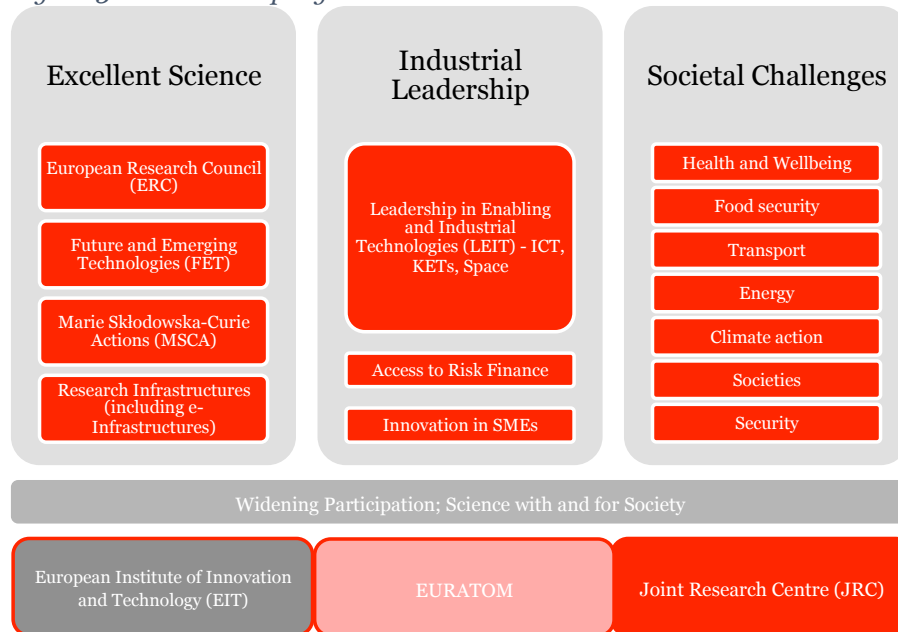 Excellent Science
European Research Council
(ERC)
Future and Emerging
Technologies (FET)
Marie Skłodowska-Curie
Actions (MSCA)
Research Infrastructures
(including e-
Infrastructures)
Industrial
Leadership
Leadership in Enabling
and Industrial
Technologies (LEIT) - ICT,
KETs, Space
Access to Risk Finance
Innovation in SMEs
Societal Challenges
Health and Wellbeing
Food security
Transport
Energy
Climate action
Societies
Security
Widening Participation; Science with and for Society
European Institute of Innovation
and Technology (EIT)
EURATOM
Joint Research Centre (JRC)